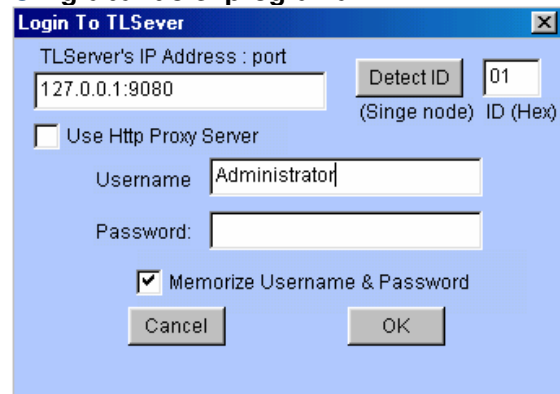 Login To TLSever
TLServer's IP Address : port
127.0.0.1:9080
Detect ID
01
(Singe node) ID (Hex)
Use Http Proxy Server
Username Administrator
Password:
Memorize Username & Password
Cancel OK